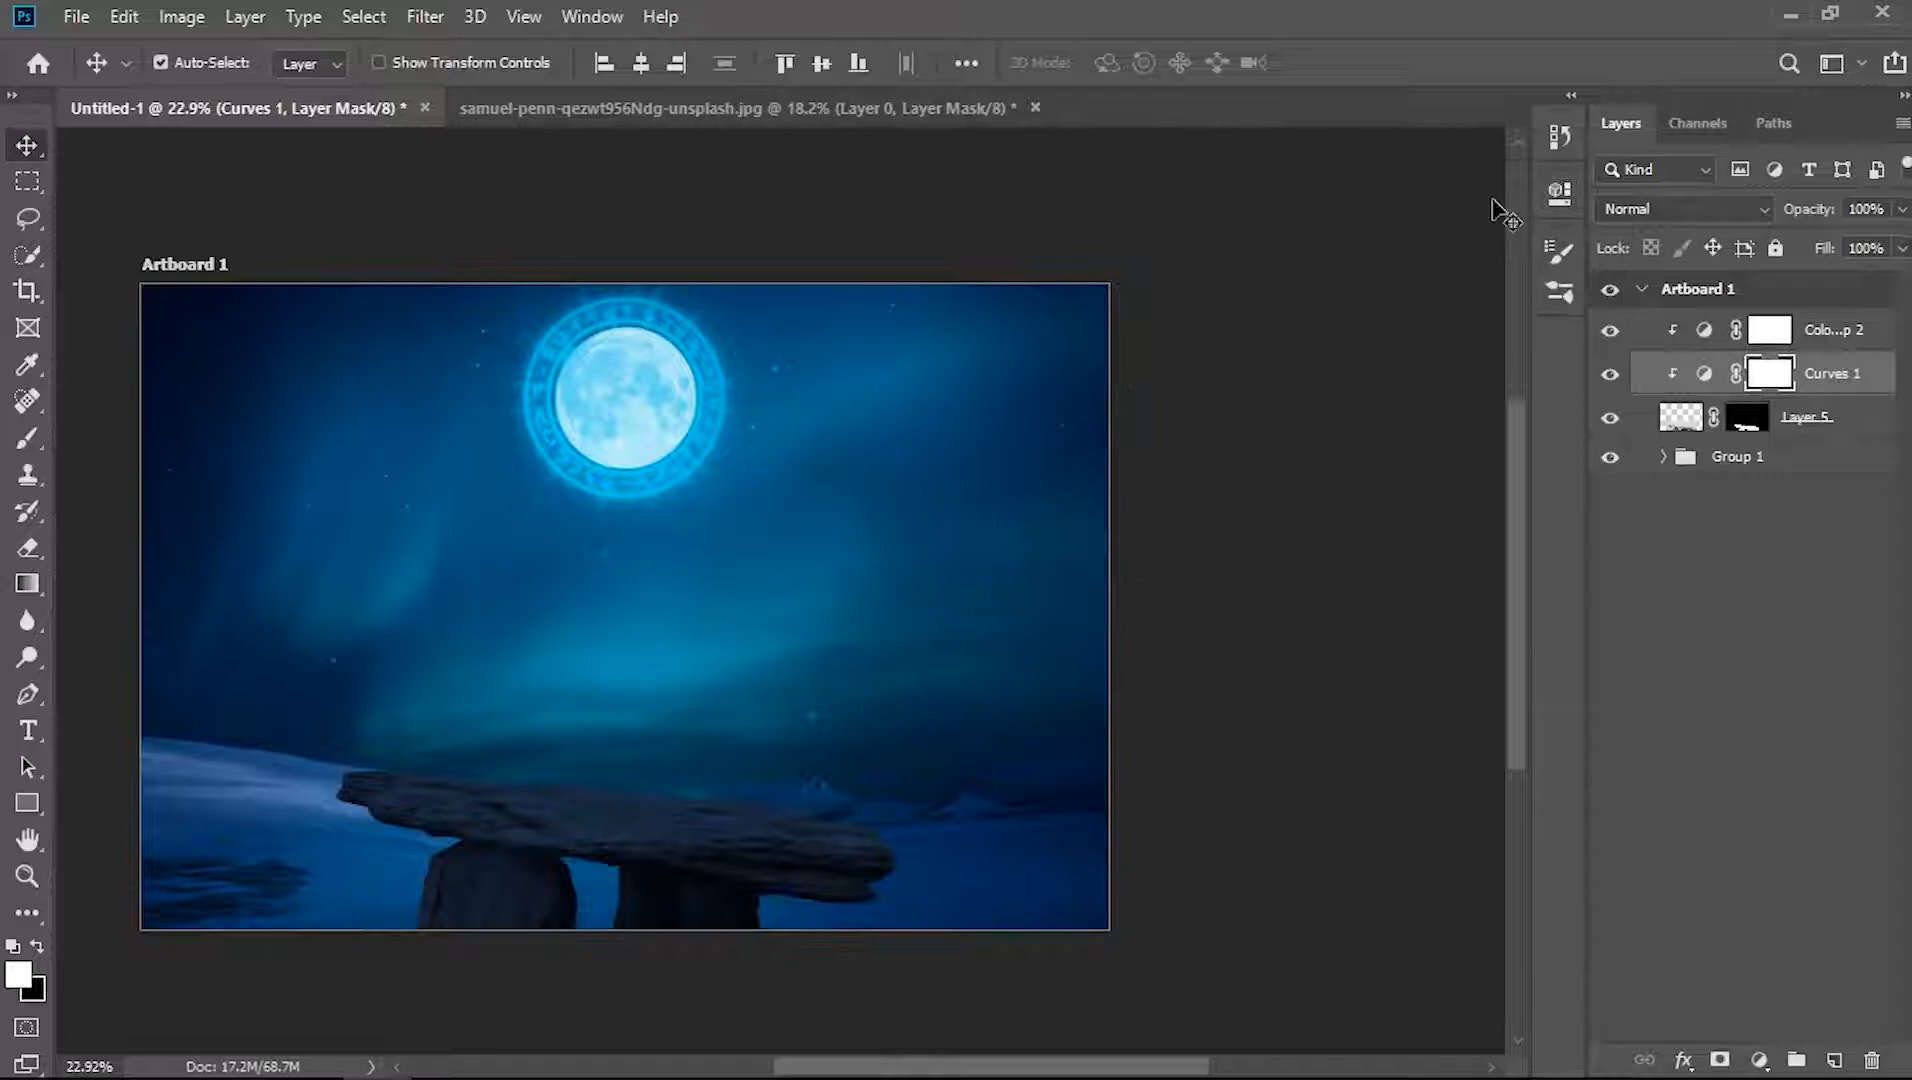 Ps File Edit Image Layer Type Select Filter 3D View Window Help
Auto-Select: Layer Show Transform Controls 3D Mode:
Untitled-1 @ 22.9% (Curves 1, Layer Mask/8) * × samuel-penn-qezwt956Ndg-unsplash.jpg @ 18.2% (Layer 0, Layer Mask/8) * ×
Layers Channels Paths
Kind
Normal Opacity: 100%
Lock: Fill: 100%
Artboard 1
Artboard 1
Colo...p 2
Curves 1
Layer 5
Group 1
22.92% Doc: 17.2M/68.7M